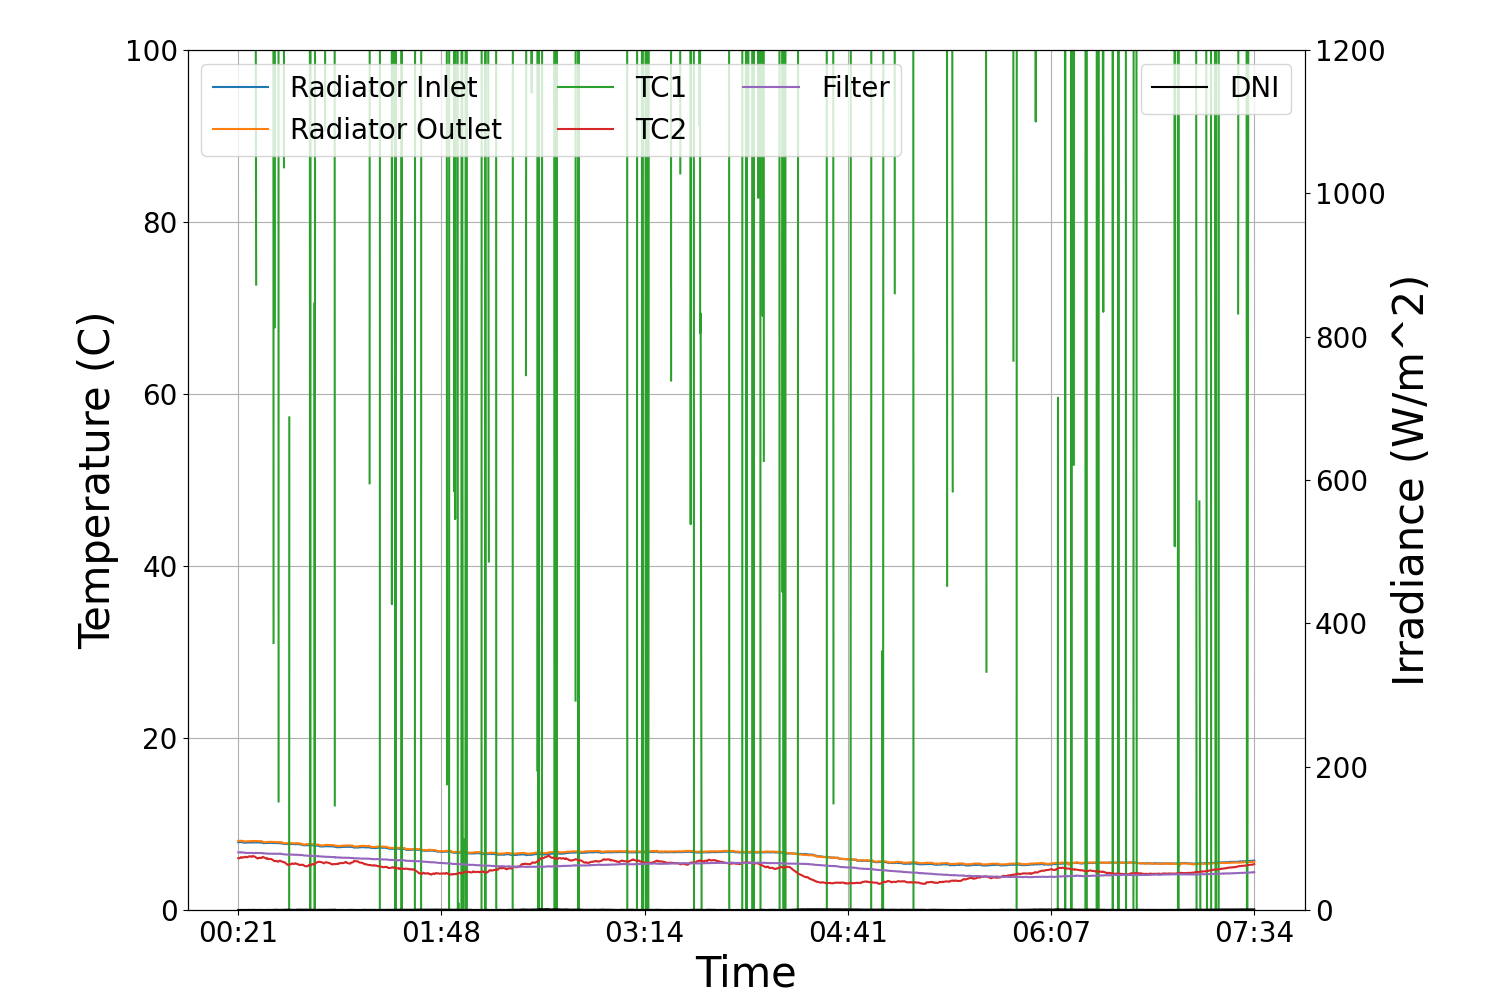 100
80
60
40
20
0
Temperature (C)
Radiator Inlet
Radiator Outlet
TC1
TC2
Filter
DNI
1200
1000
800
600
400
200
0
Irradiance (W/m^2)
00:21 01:48 03:14 04:41 06:07 07:34
Time